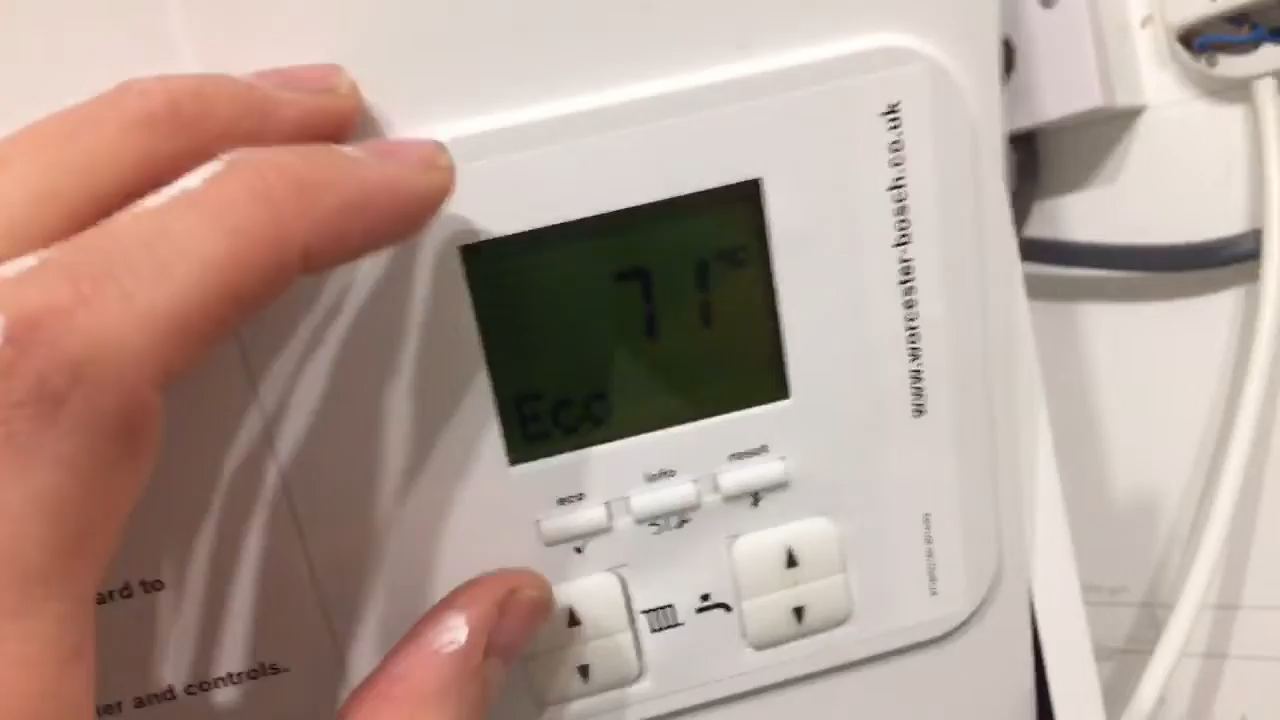 71°C
Eco
eco
info
reset
www.worcester-bosch.co.uk
ard to
er and controls.